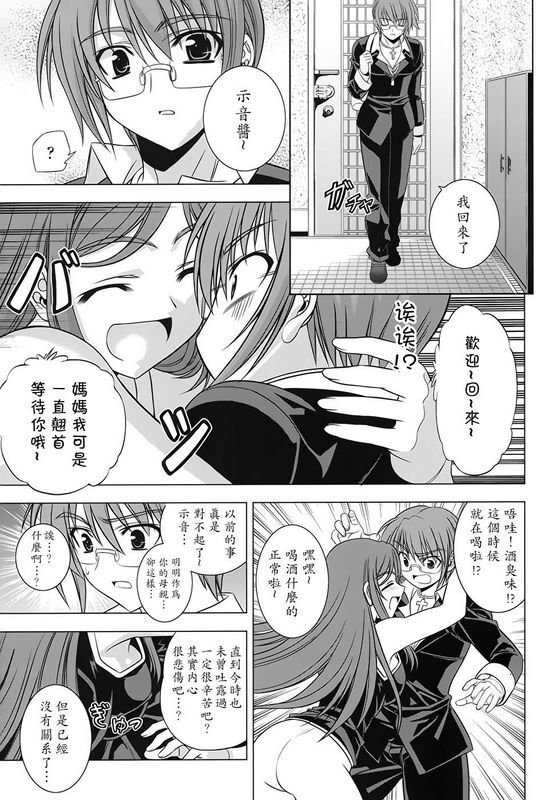 ガチャ
我回來了
示音醬~
?
诶诶!?
歡迎~回~來~
ギュ
媽媽我可是
一直翹首
等待你哦~
唔哇!酒臭味!?
這個時候
就在喝啦!?
嘿嘿~
喝酒什麼的
正常啦~
以前的事
真是
對不起了~
示音…
明明作爲
你的母親
卻這樣…
誒…?
什麼啊…?
直到今時也
未曾吐露過
一定很辛苦吧…?
其實內心
很悲傷吧…?
ぎゅっ
但是已經
沒有關系了…